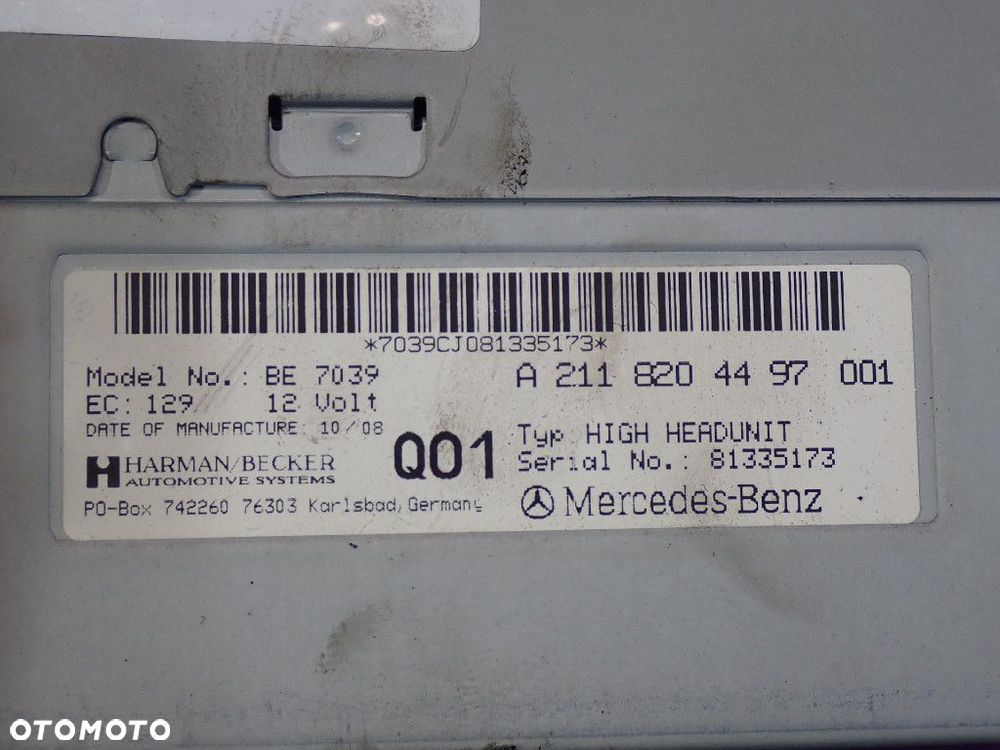 *7039CJ081335173*
Model No.: BE 7039
A 211 820 44 97 001
EC: 129 12 Volt
DATE OF MANUFACTURE: 10/08
Q01
Typ HIGH HEADUNIT
HARMAN/BECKER
AUTOMOTIVE SYSTEMS
Serial No.: 81335173
PO-Box 742260 76303 Karlsbad, Germany
Mercedes-Benz
OTOMOTO